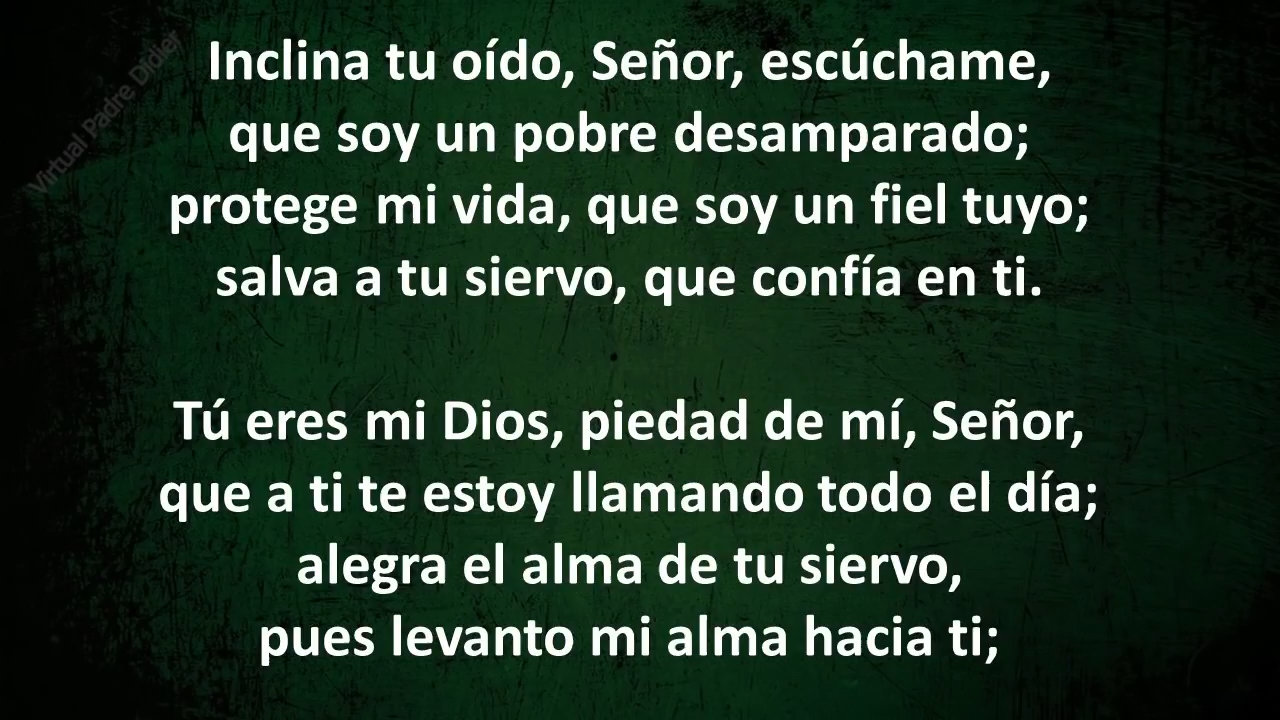 Virtual Padre Didier
Inclina tu oído, Señor, escúchame,
que soy un pobre desamparado;
protege mi vida, que soy un fiel tuyo;
salva a tu siervo, que confía en ti.
Tú eres mi Dios, piedad de mí, Señor,
que a ti te estoy llamando todo el día;
alegra el alma de tu siervo,
pues levanto mi alma hacia ti;